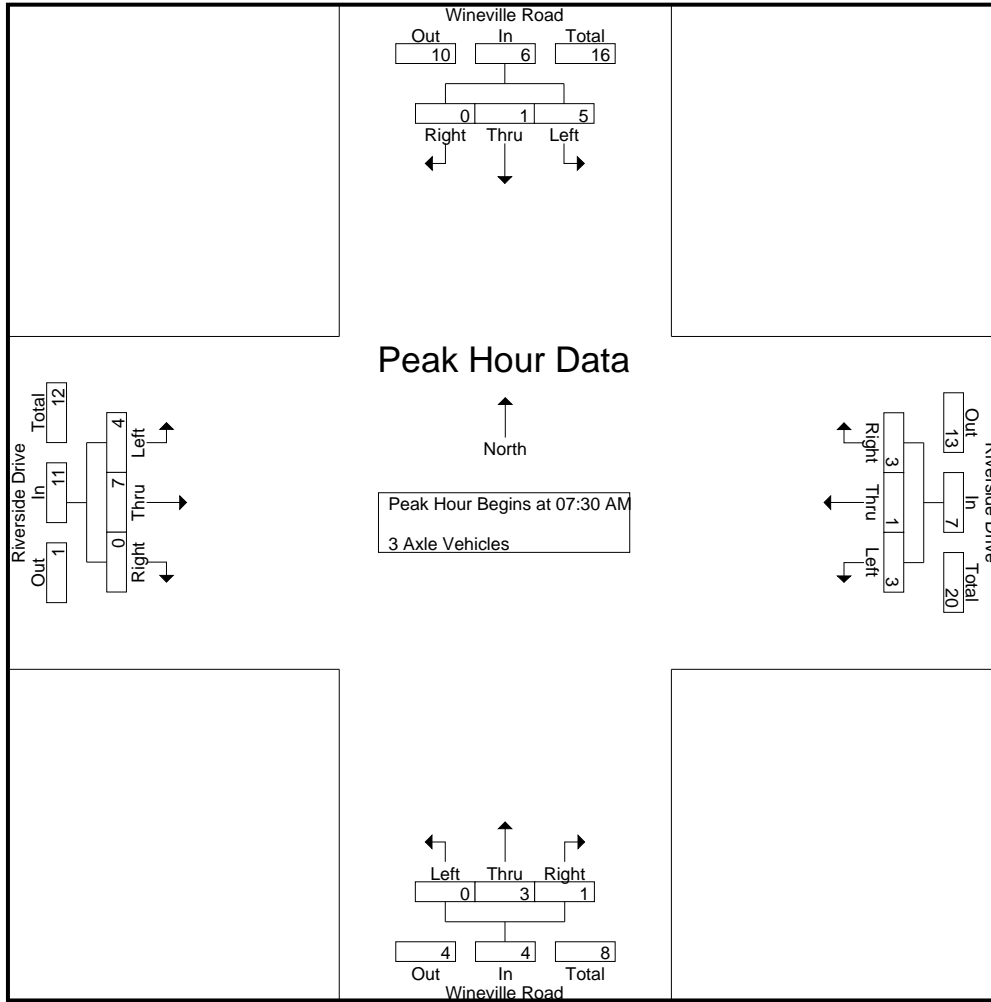 Wineville Road
Out In Total
10 6 16
0 1 5
Right Thru Left
Peak Hour Data
North
Peak Hour Begins at 07:30 AM
3 Axle Vehicles
Riverside Drive
Out In Total
1 11 12
Left Thru Right
4 7 0
Riverside Drive
Out In Total
13 7 20
Right Thru Left
3 1 3
Left Thru Right
0 3 1
4 4 8
Out In Total
Wineville Road